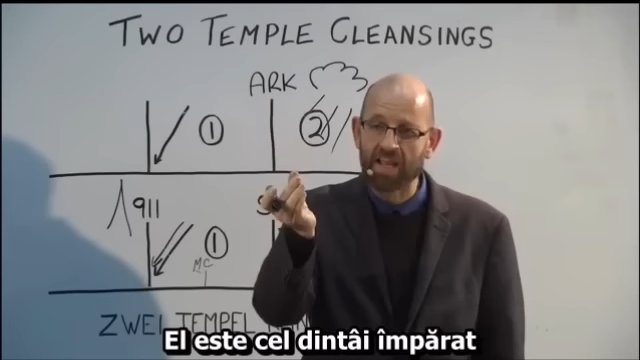 TWO TEMPLE CLEANSINGS
ARK
1
2
911
1
MC
ZWEI TEMPEL
El este cel dintâi împărat